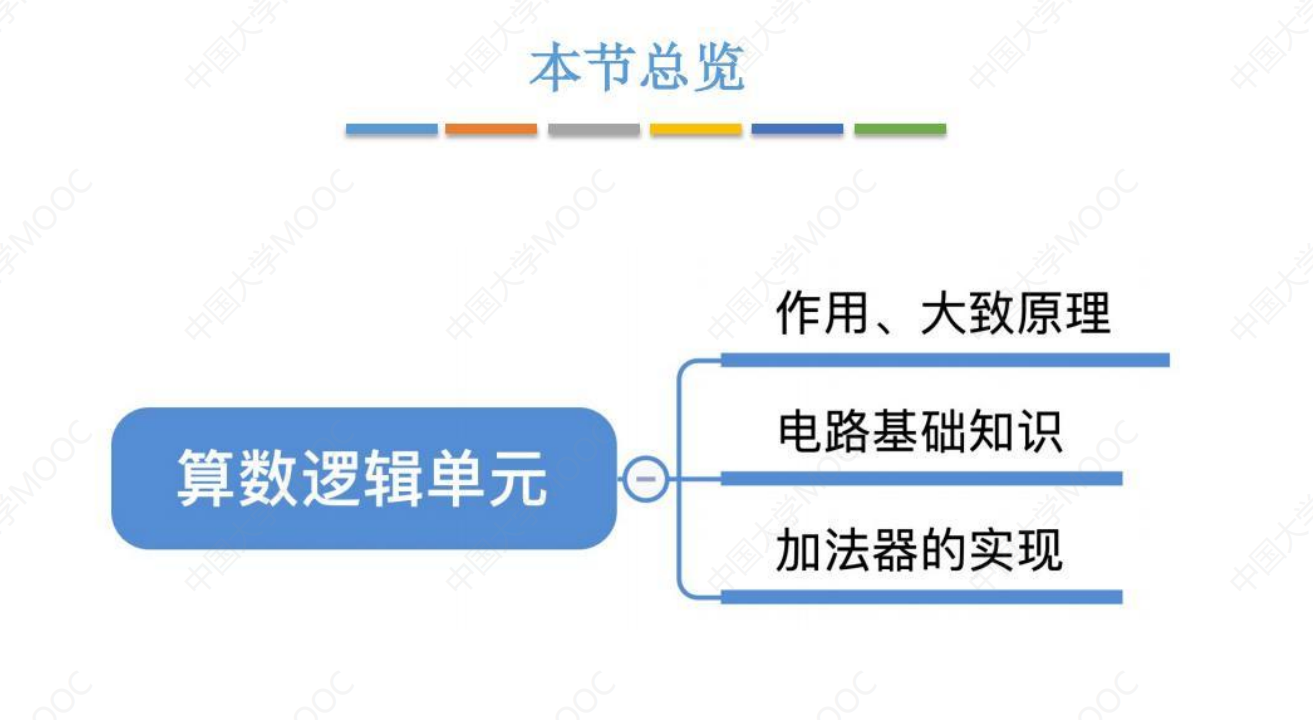 本节总览
作用、大致原理
电路基础知识
算数逻辑单元
加法器的实现
中国大学MOOC